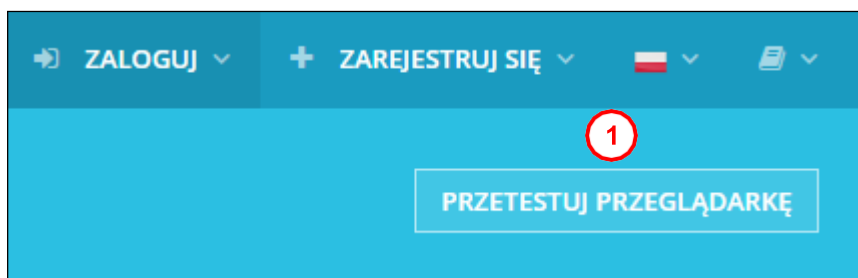 ZALOGUJ ZAREJESTRUJ SIĘ
1
PRZETESTUJ PRZEGLĄDARKĘ